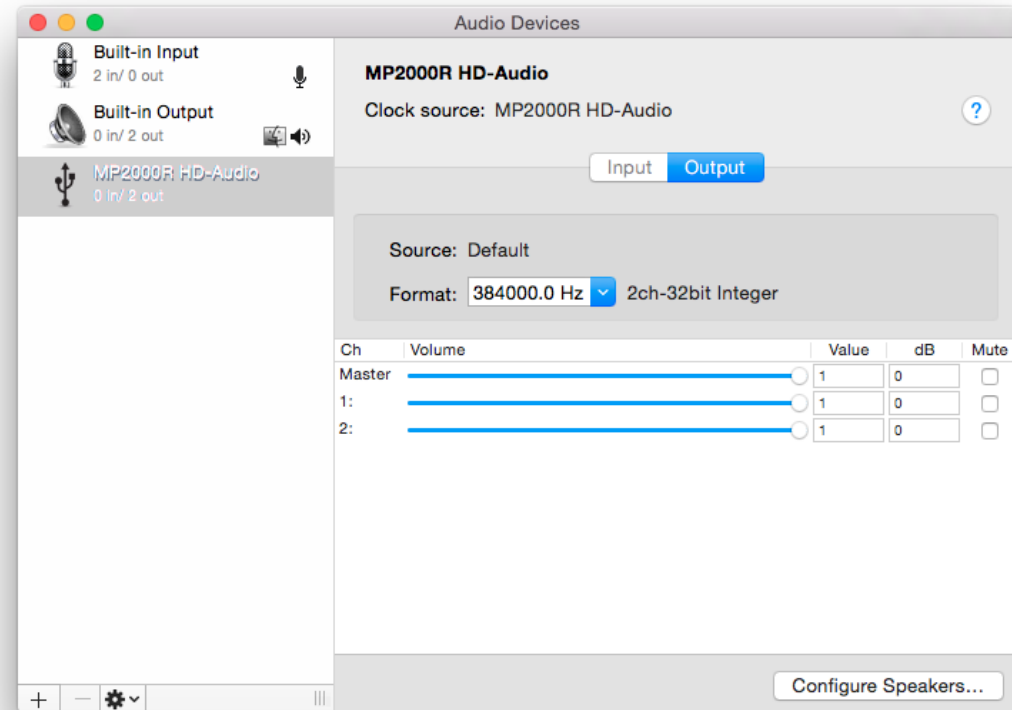 Audio Devices
Built-in Input
2 in/ 0 out
Built-in Output
0 in/ 2 out
MP2000R HD-Audio
0 in/ 2 out
MP2000R HD-Audio
Clock source: MP2000R HD-Audio
?
Input Output
Source: Default
Format: 384000.0 Hz 2ch-32bit Integer
Ch Volume Value dB Mute
Master 1 0
1: 1 0
2: 1 0
Configure Speakers...